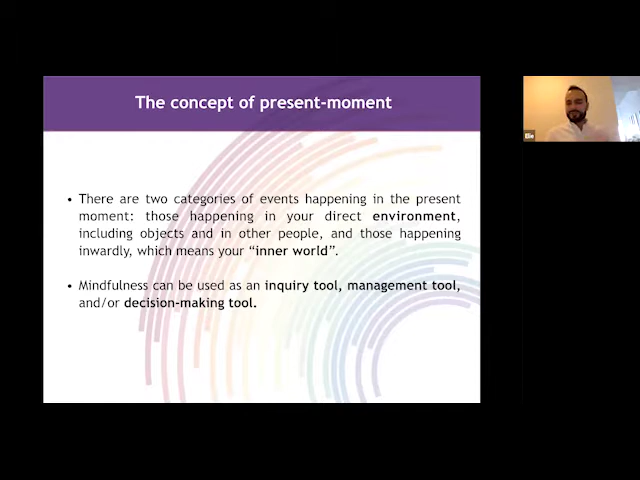 The concept of present-moment
• There are two categories of events happening in the present
moment: those happening in your direct environment,
including objects and in other people, and those happening
inwardly, which means your “inner world”.
• Mindfulness can be used as an inquiry tool, management tool,
and/or decision-making tool.
Elie